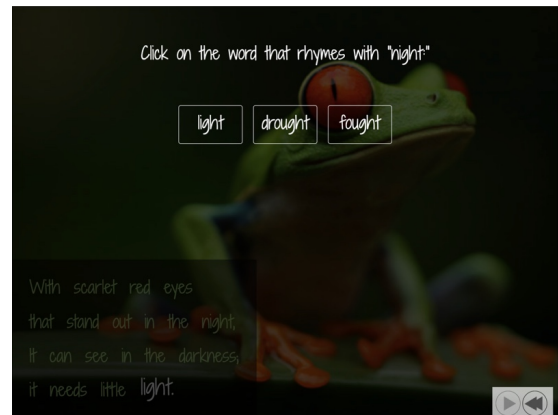 Click on the word that rhymes with "night:"
light
drought
fought
With scarlet red eyes
that stand out in the night,
It can see in the darkness;
it needs little light.